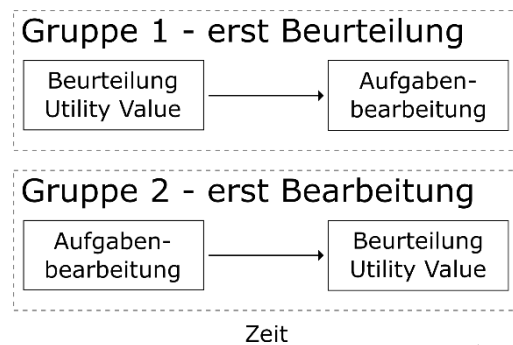 Gruppe 1 - erst Beurteilung
Beurteilung
Utility Value
Aufgaben-
bearbeitung
Gruppe 2 - erst Bearbeitung
Aufgaben-
bearbeitung
Beurteilung
Utility Value
Zeit